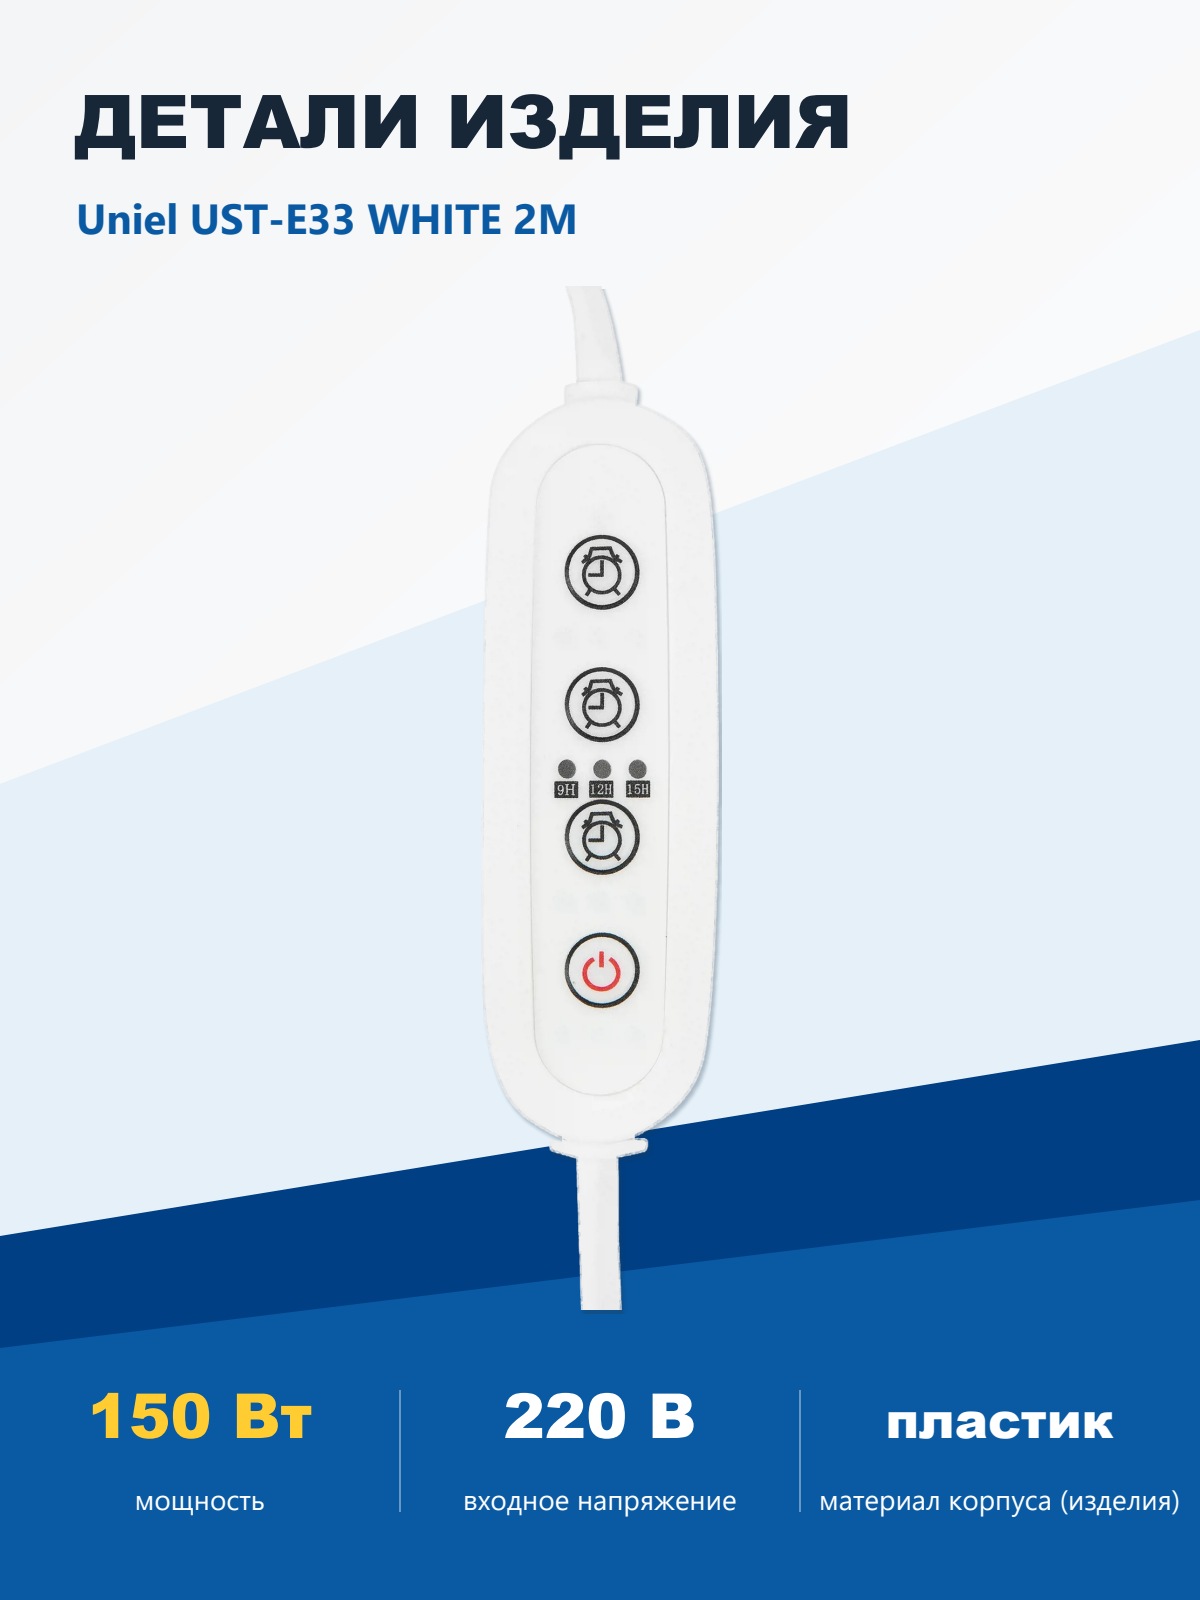 ДЕТАЛИ ИЗДЕЛИЯ
Uniel UST-E33 WHITE 2M
9H 12H 15H
150 Вт
мощность
220 В
входное напряжение
пластик
материал корпуса (изделия)